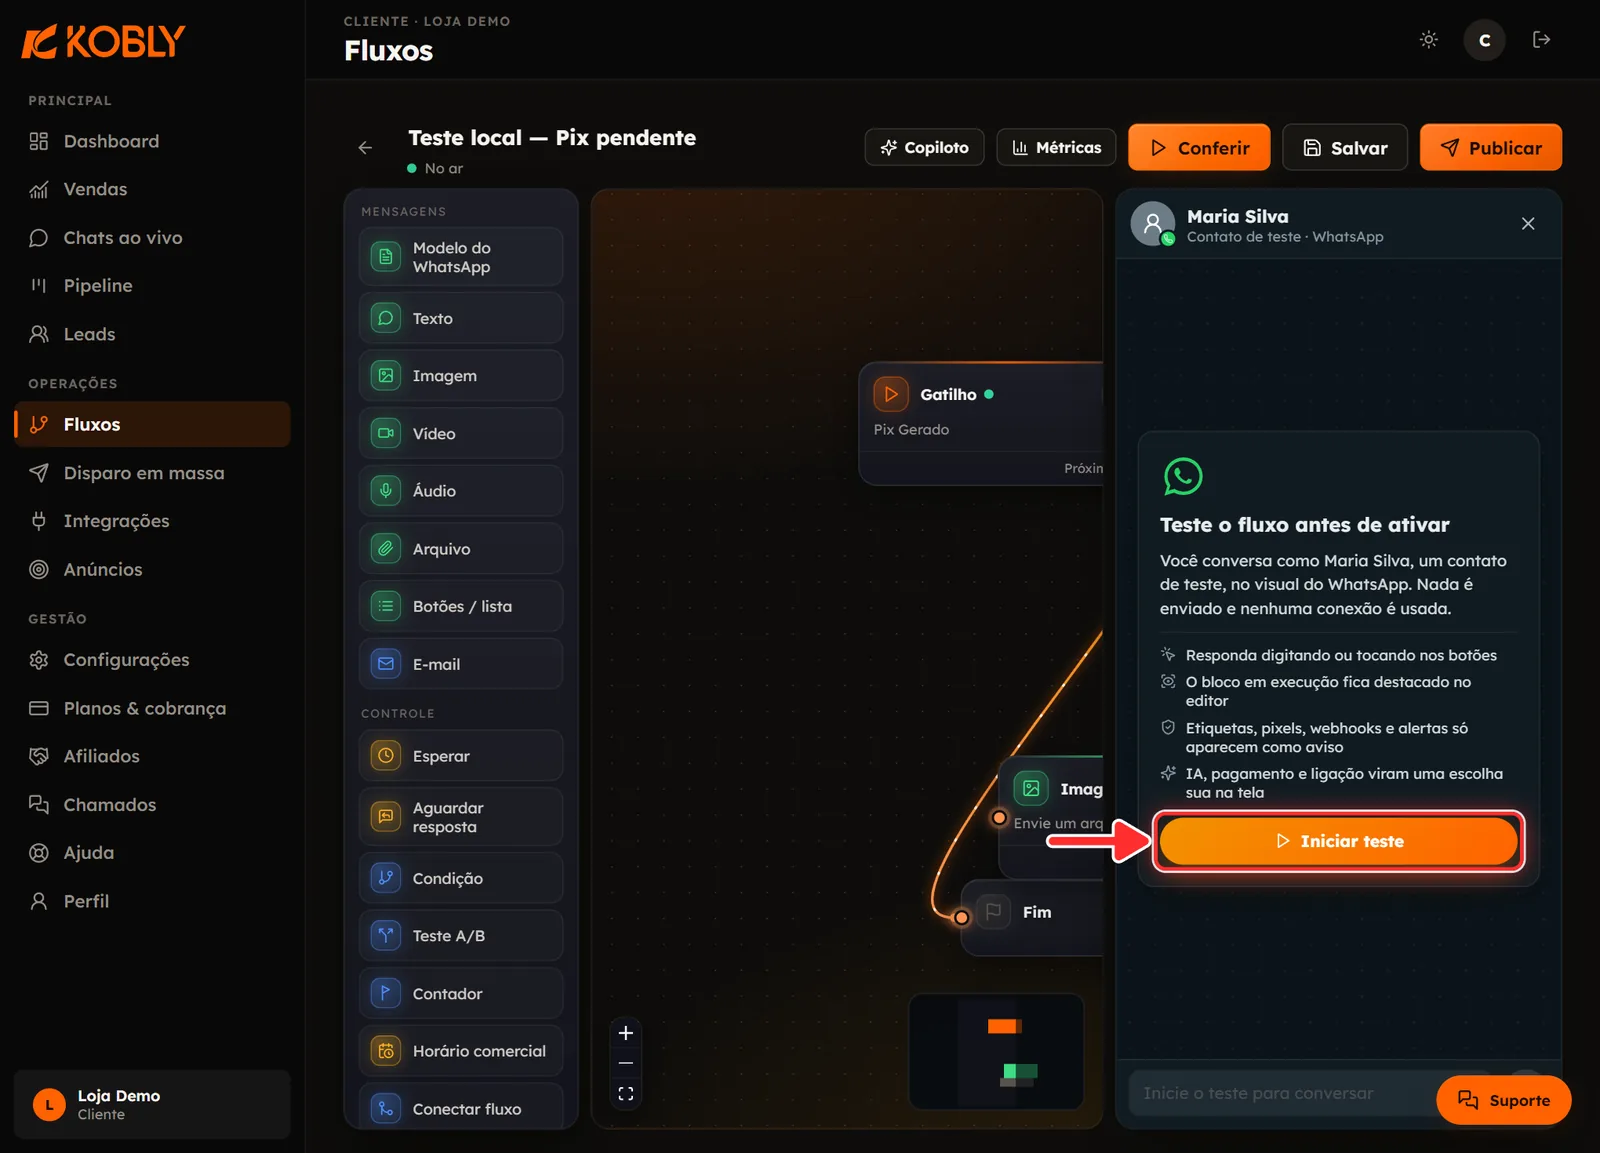 KOBLY
CLIENTE · LOJA DEMO
Fluxos
C
PRINCIPAL
Dashboard
Vendas
Chats ao vivo
Pipeline
Leads
OPERAÇÕES
Fluxos
Disparo em massa
Integrações
Anúncios
GESTÃO
Configurações
Planos & cobrança
Afiliados
Chamados
Ajuda
Perfil
L
Loja Demo
Cliente
Teste local — Pix pendente
No ar
Copiloto
Métricas
Conferir
Salvar
Publicar
MENSAGENS
Modelo do
WhatsApp
Texto
Imagem
Vídeo
Áudio
Arquivo
Botões / lista
E-mail
CONTROLE
Esperar
Aguardar
resposta
Condição
Teste A/B
Contador
Horário comercial
Conectar fluxo
Gatilho
Pix Gerado
Próxim
Imag
Envie um arq
Fim
Maria Silva
Contato de teste · WhatsApp
Teste o fluxo antes de ativar
Você conversa como Maria Silva, um contato
de teste, no visual do WhatsApp. Nada é
enviado e nenhuma conexão é usada.
Responda digitando ou tocando nos botões
O bloco em execução fica destacado no
editor
Etiquetas, pixels, webhooks e alertas só
aparecem como aviso
IA, pagamento e ligação viram uma escolha
sua na tela
Iniciar teste
Inicie o teste para conversar
Suporte